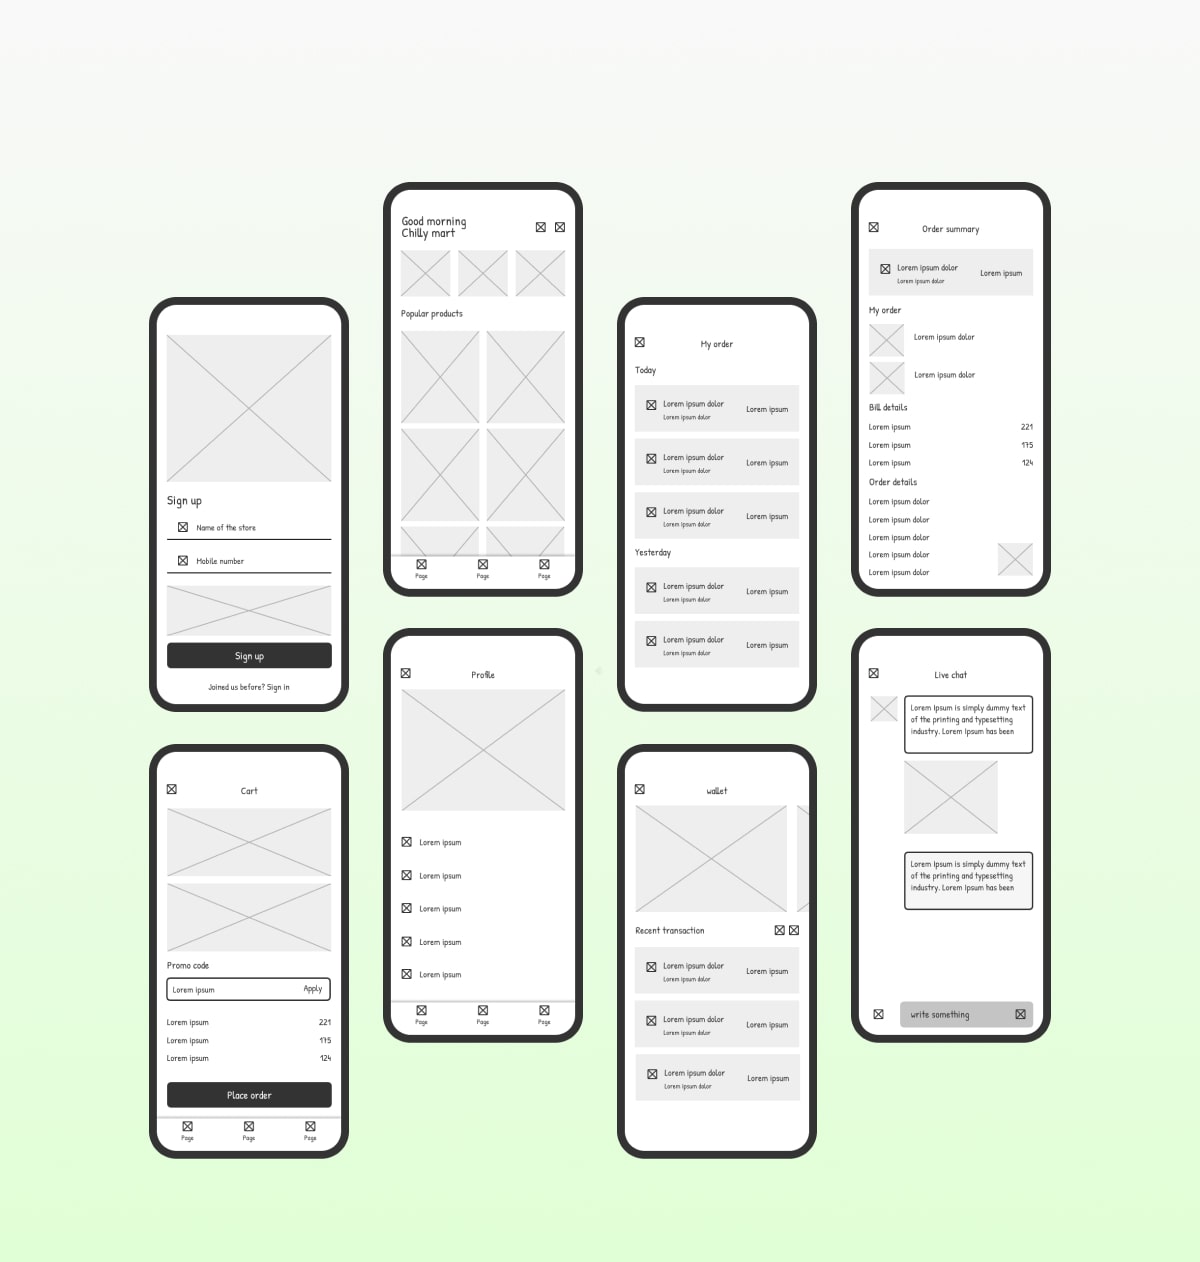 Sign up
Name of the store
Mobile number
Sign up
Joined us before? Sign in
Cart
Promo code
Lorem ipsum Apply
Lorem ipsum 221
Lorem ipsum 175
Lorem ipsum 124
Place order
Page Page Page
Good morning
Chilly mart
Popular products
Page Page Page
Profile
Lorem ipsum
Lorem ipsum
Lorem ipsum
Lorem ipsum
Lorem ipsum
Page Page Page
My order
Today
Lorem ipsum dolor Lorem ipsum
Lorem ipsum dolor
Lorem ipsum dolor Lorem ipsum
Lorem ipsum dolor
Lorem ipsum dolor Lorem ipsum
Lorem ipsum dolor
Yesterday
Lorem ipsum dolor Lorem ipsum
Lorem ipsum dolor
Lorem ipsum dolor Lorem ipsum
Lorem ipsum dolor
wallet
Recent transaction
Lorem ipsum dolor Lorem ipsum
Lorem ipsum dolor
Lorem ipsum dolor Lorem ipsum
Lorem ipsum dolor
Lorem ipsum dolor Lorem ipsum
Lorem ipsum dolor
Order summary
Lorem ipsum dolor Lorem ipsum
Lorem ipsum dolor
My order
Lorem ipsum dolor
Lorem ipsum dolor
Bill details
Lorem ipsum 221
Lorem ipsum 175
Lorem ipsum 124
Order details
Lorem ipsum dolor
Lorem ipsum dolor
Lorem ipsum dolor
Lorem ipsum dolor
Lorem ipsum dolor
Live chat
Lorem Ipsum is simply dummy text
of the printing and typesetting
industry. Lorem Ipsum has been
Lorem Ipsum is simply dummy text
of the printing and typesetting
industry. Lorem Ipsum has been
write something